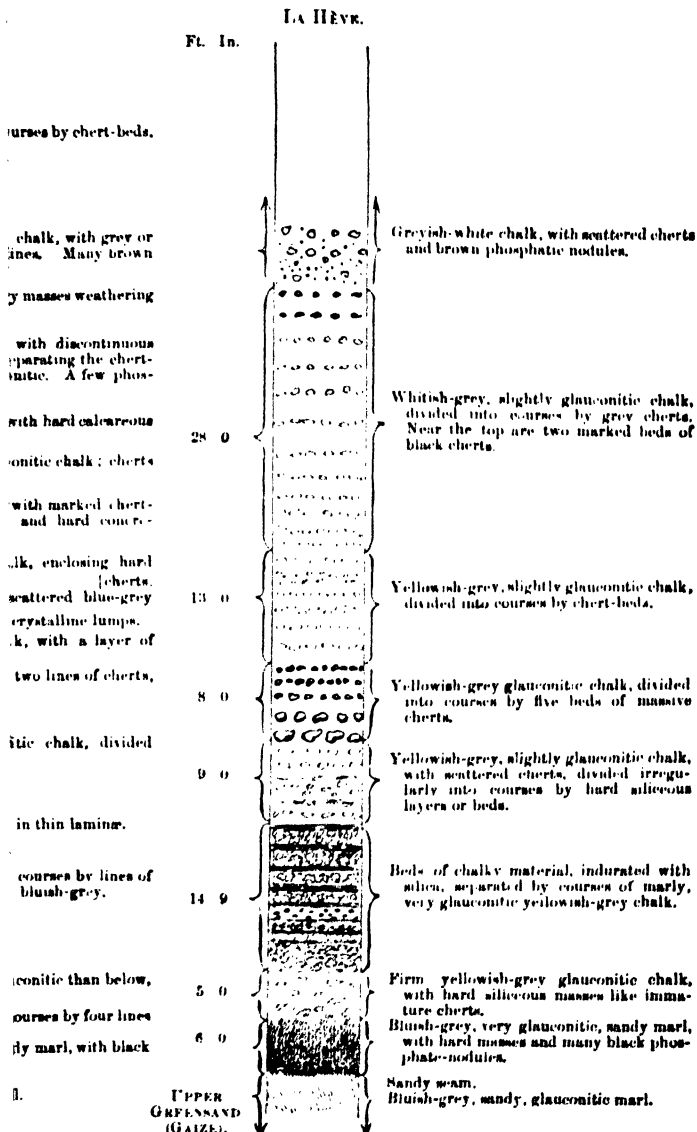 LA HÈVE.
Ft. In.
urses by chert-beds.
chalk, with grey or
ines. Many brown
y masses weathering
with discontinuous
eparating the chert-
nitic. A few phos-
with hard calcareous
onitic chalk; cherts
with marked chert-
and hard concre-
lk, enclosing hard
[cherts.
scattered blue-grey
crystalline lumps.
k, with a layer of
two lines of cherts,
itic chalk, divided
in thin laminæ.
courses by lines of
bluish-grey.
conitic than below,
ourses by four lines
dy marl, with black
l.
28 0
13 0
8 0
9 0
14 9
5 0
6 0
UPPER
GREENSAND
(GAIZE).
Greyish-white chalk, with scattered cherts
and brown phosphatic nodules.
Whitish-grey, slightly glauconitic chalk,
divided into courses by grey cherts.
Near the top are two marked beds of
black cherts.
Yellowish-grey, slightly glauconitic chalk,
divided into courses by chert-beds.
Yellowish-grey glauconitic chalk, divided
into courses by five beds of massive
cherts.
Yellowish-grey, slightly glauconitic chalk,
with scattered cherts, divided irregu-
larly into courses by hard siliceous
layers or beds.
Beds of chalky material, indurated with
silica, separated by courses of marly,
very glauconitic yellowish-grey chalk.
Firm yellowish-grey glauconitic chalk,
with hard siliceous masses like imma-
ture cherts.
Bluish-grey, very glauconitic, sandy marl,
with hard masses and many black phos-
phate-nodules.
Sandy seam.
Bluish-grey, sandy, glauconitic marl.